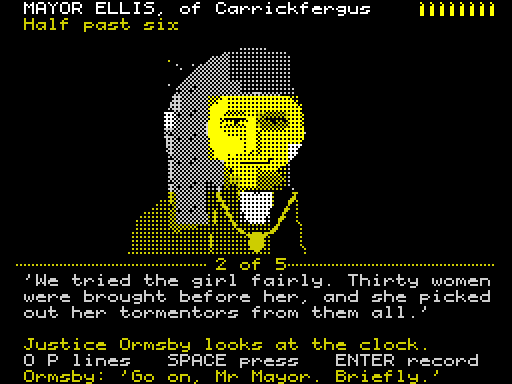 MAYOR ELLIS, of Carrickfergus
Half past six
2 of 5
'We tried the girl fairly. Thirty women
were brought before her, and she picked
out her tormentors from them all.'
Justice Ormsby looks at the clock.
O P lines   SPACE press   ENTER record
Ormsby: 'Go on, Mr Mayor. Briefly.'